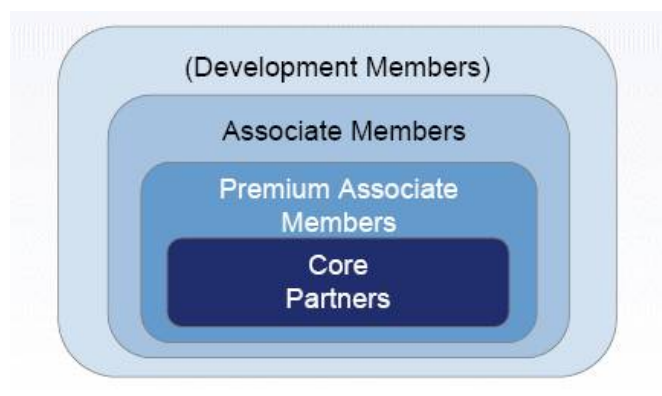 (Development Members)
Associate Members
Premium Associate
Members
Core
Partners